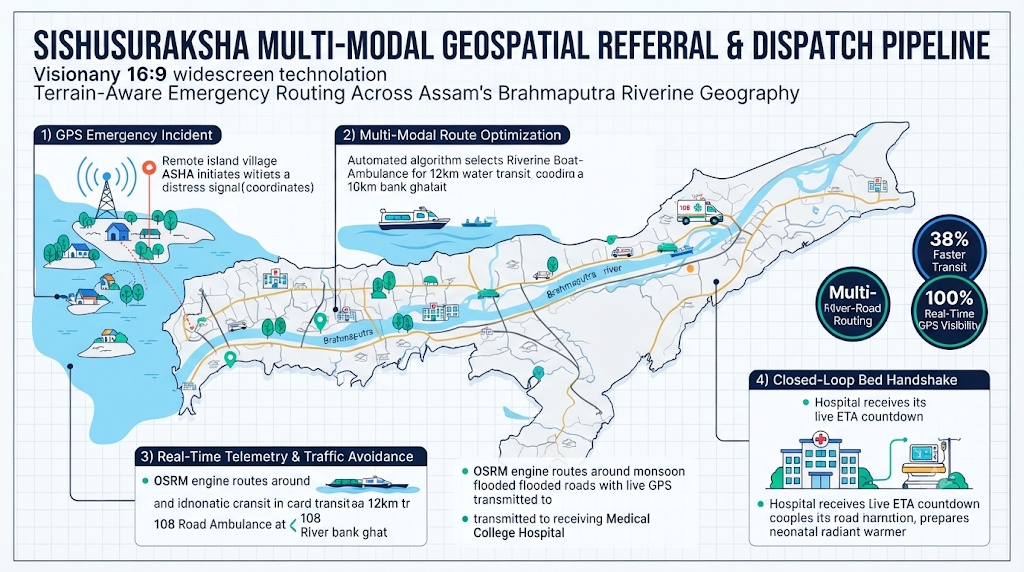 SISHUSURAKSHA MULTI-MODAL GEOSPATIAL REFERRAL & DISPATCH PIPELINE
Visionany 16:9 widescreen technolation
Terrain-Aware Emergency Routing Across Assam's Brahmaputra Riverine Geography
1) GPS Emergency Incident
Remote island village
ASHA initiates witiets a
distress signal(coordinates)
2) Multi-Modal Route Optimization
Automated algorithm selects Riverine Boat-
Ambulance for 12km water transit, coodin a
10km bank ghatait
108
Brahmaputra river
Brahmaputra
38%
Faster
Transit
Multi-
River-Road
Routing
100%
Real-Time
GPS Visibility
3) Real-Time Telemetry & Traffic Avoidance
OSRM engine routes around
and idnonatic cransit in card transitaa 12km tr
108 Road Ambulance at < 108
River bank ghat
OSRM engine routes around monsoon
flooded flooded roads with live GPS
transmitted to
transmitted to receiving Medical
College Hospital
4) Closed-Loop Bed Handshake
Hospital receives its
live ETA countdown
Hospital receives Live ETA countdown
cooples its road harntion, prepares
neonatal radiant warmer